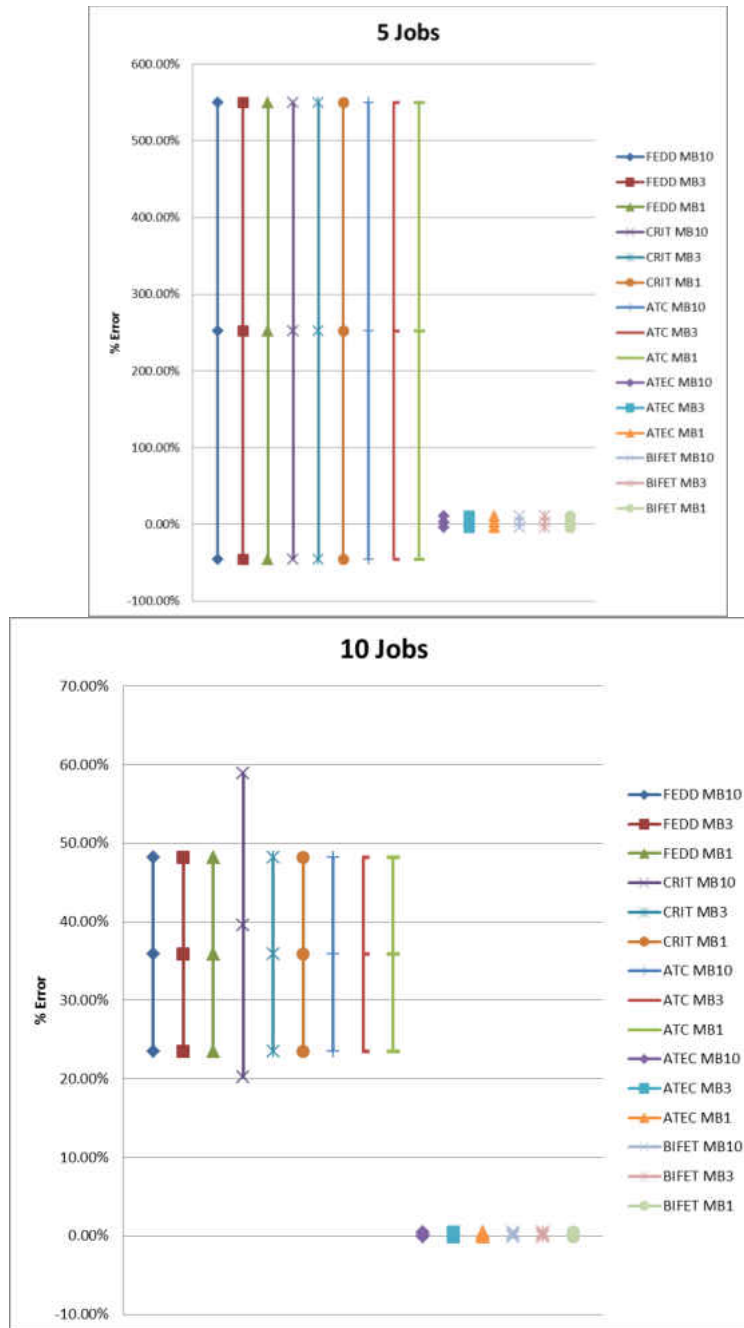 5 Jobs
600.00%
500.00%
400.00%
300.00%
200.00%
100.00%
0.00%
-100.00%
% Error
FEDD MB10
FEDD MB3
FEDD MB1
CRIT MB10
CRIT MB3
CRIT MB1
ATC MB10
ATC MB3
ATC MB1
ATEC MB10
ATEC MB3
ATEC MB1
BIFET MB10
BIFET MB3
BIFET MB1
10 Jobs
70.00%
60.00%
50.00%
40.00%
30.00%
20.00%
10.00%
0.00%
-10.00%
% Error
FEDD MB10
FEDD MB3
FEDD MB1
CRIT MB10
CRIT MB3
CRIT MB1
ATC MB10
ATC MB3
ATC MB1
ATEC MB10
ATEC MB3
ATEC MB1
BIFET MB10
BIFET MB3
BIFET MB1